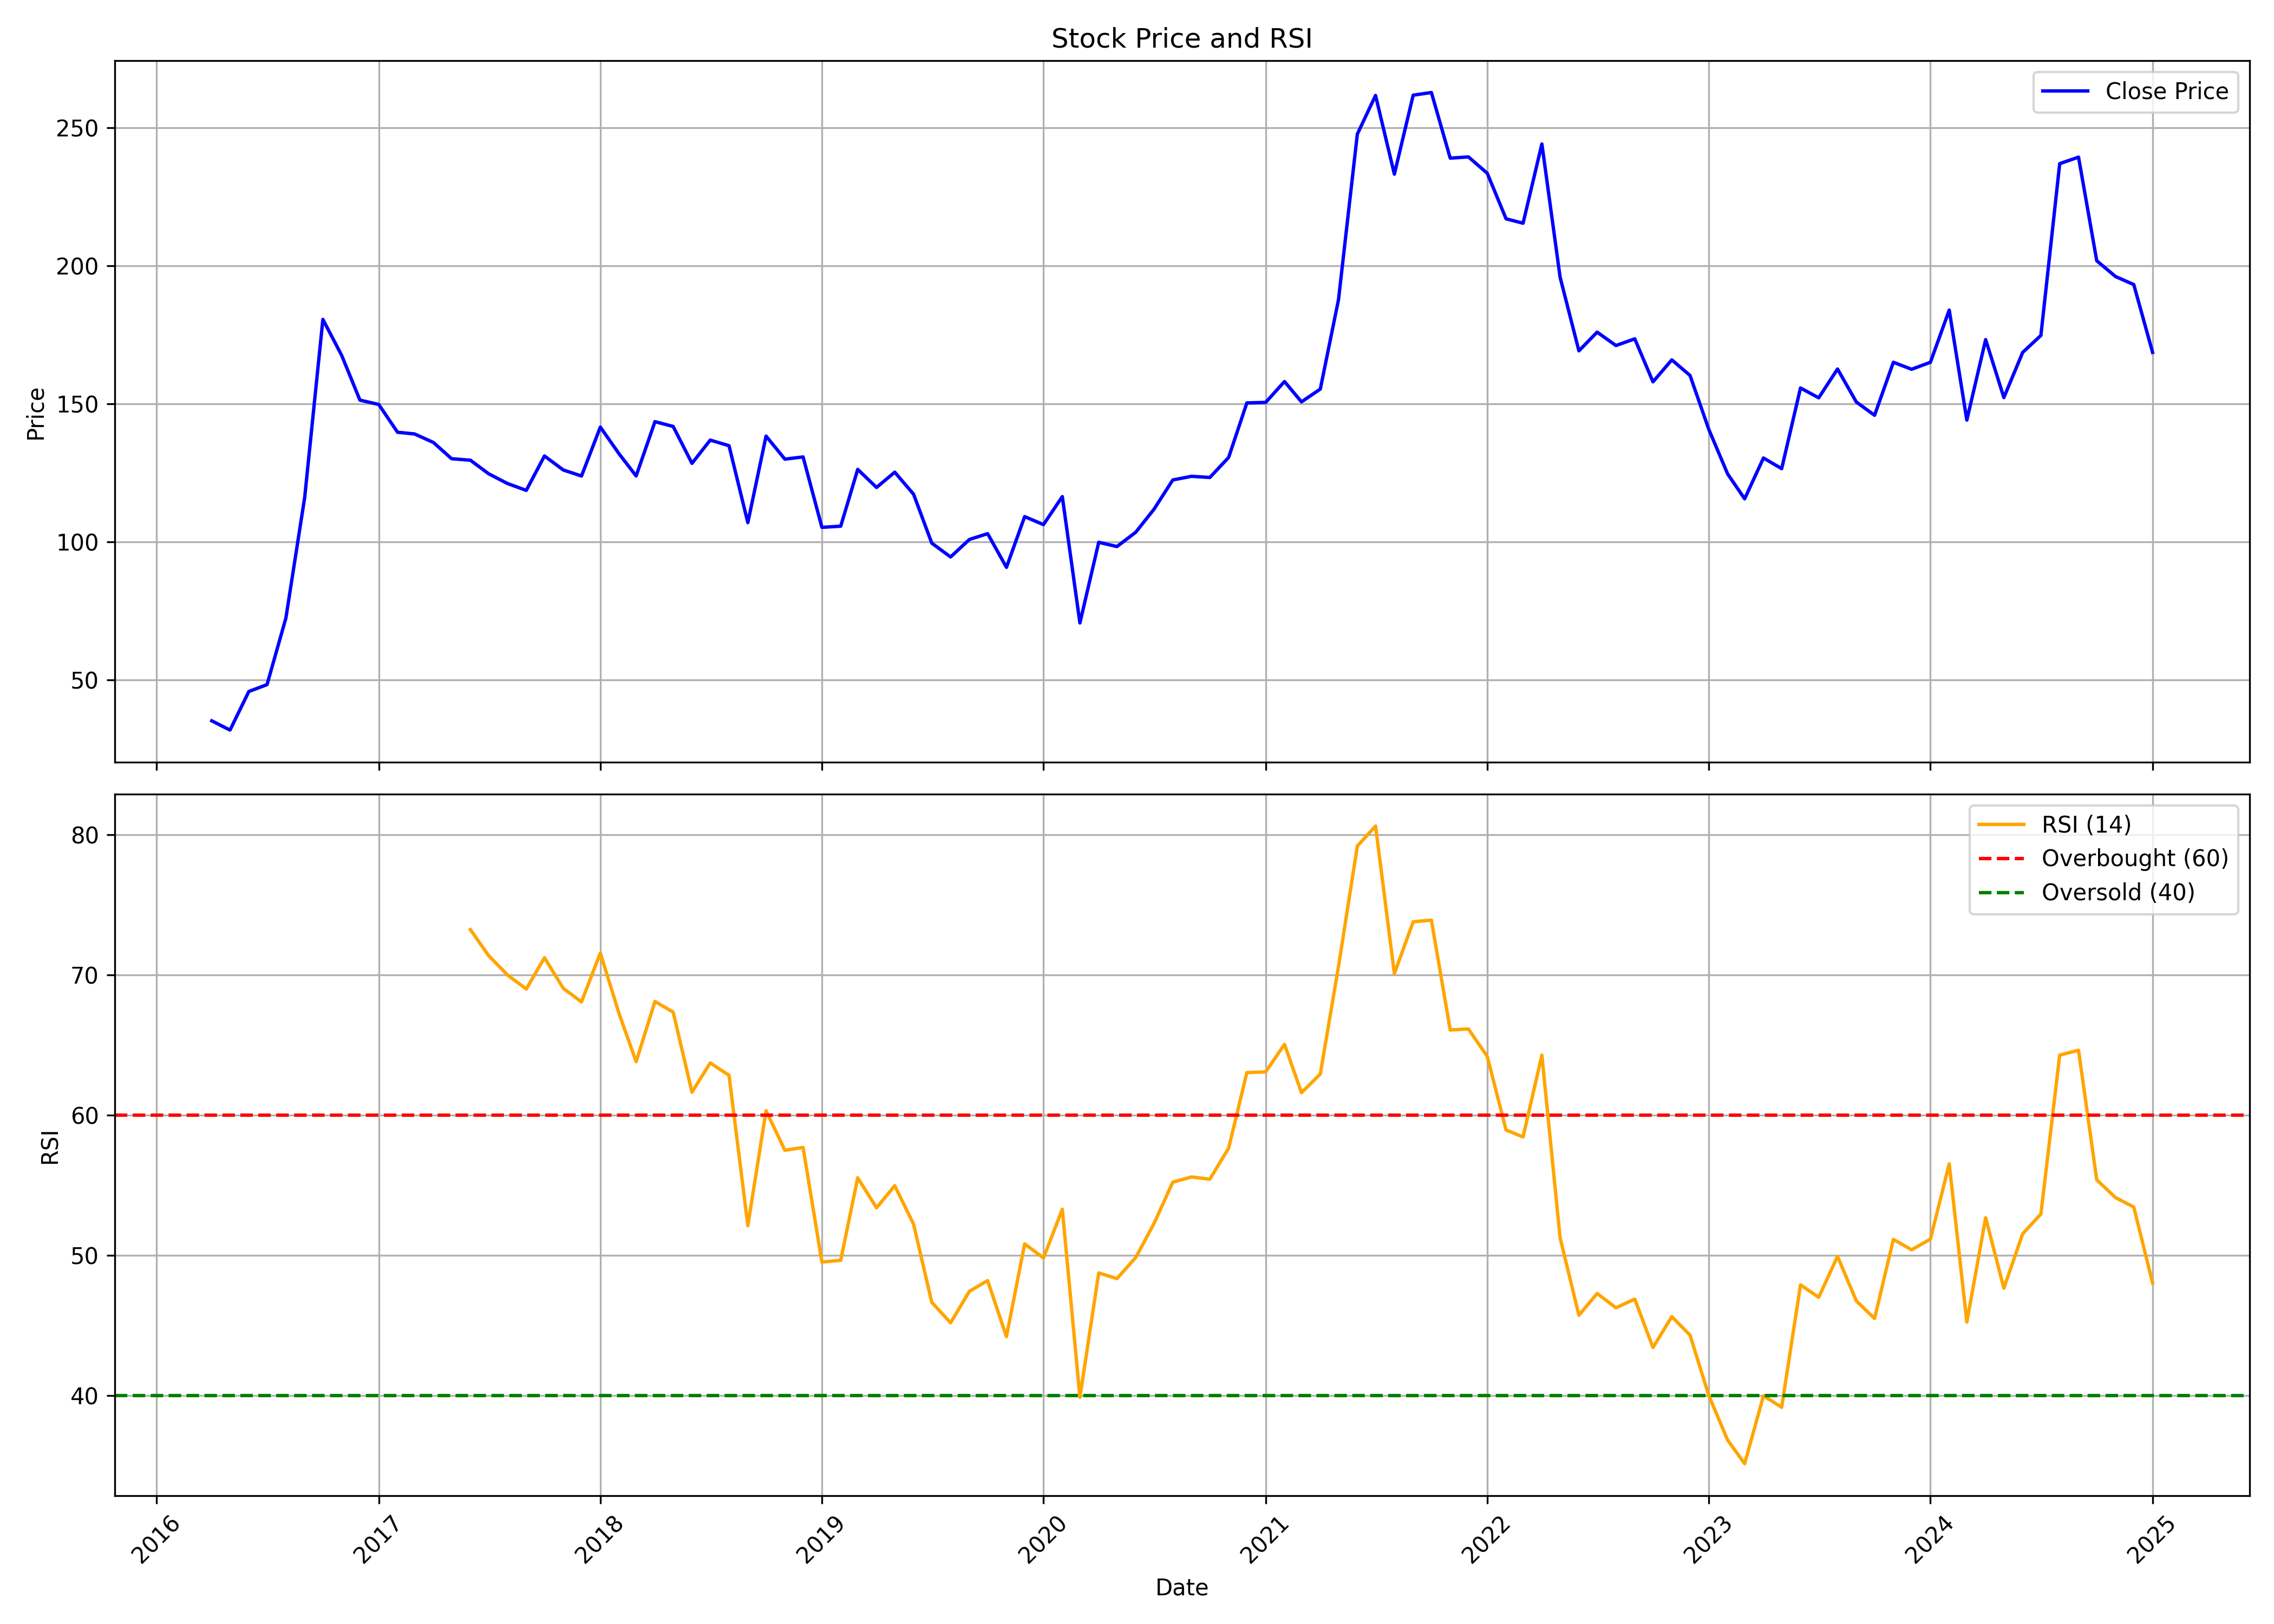 Stock Price and RSI
Close Price
250
200
150
100
50
Price
RSI (14)
Overbought (60)
Oversold (40)
80
70
60
50
40
RSI
2016
2017
2018
2019
2020
2021
2022
2023
2024
2025
Date